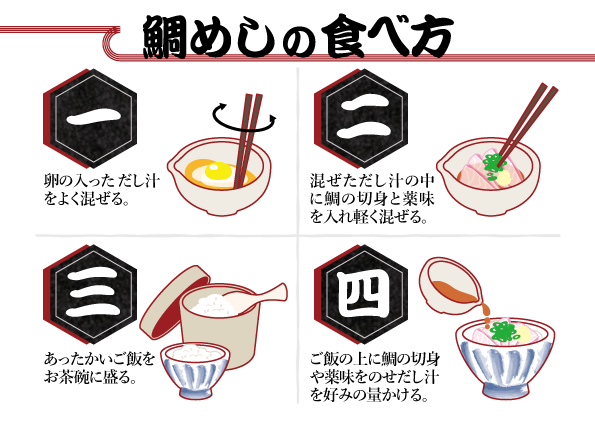 鯛めしの食べ方
一
卵の入っただし汁
をよく混ぜる。
二
混ぜただし汁の中
に鯛の切身と薬味
を入れ軽く混ぜる。
三
あったかいご飯を
お茶碗に盛る。
四
ご飯の上に鯛の切身
や薬味をのせだし汁
を好みの量かける。